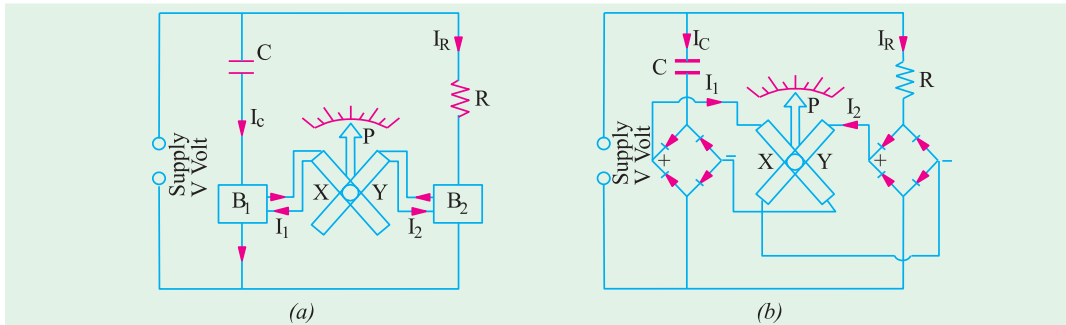 C
I_c
Supply
V Volt
B_1
I_1
X
Y
P
I_R
R
I_2
B_2
(a)
I_C
C
I_1
Supply
V Volt
+
–
X
Y
P
I_2
I_R
R
+
–
(b)